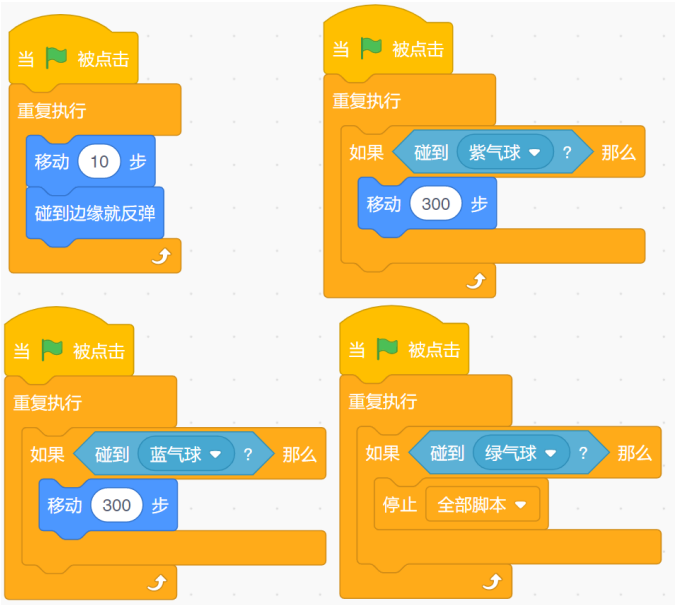 当 被点击
重复执行
移动 10 步
碰到边缘就反弹
当 被点击
重复执行
如果 碰到 紫气球 ? 那么
移动 300 步
当 被点击
重复执行
如果 碰到 蓝气球 ? 那么
移动 300 步
当 被点击
重复执行
如果 碰到 绿气球 ? 那么
停止 全部脚本